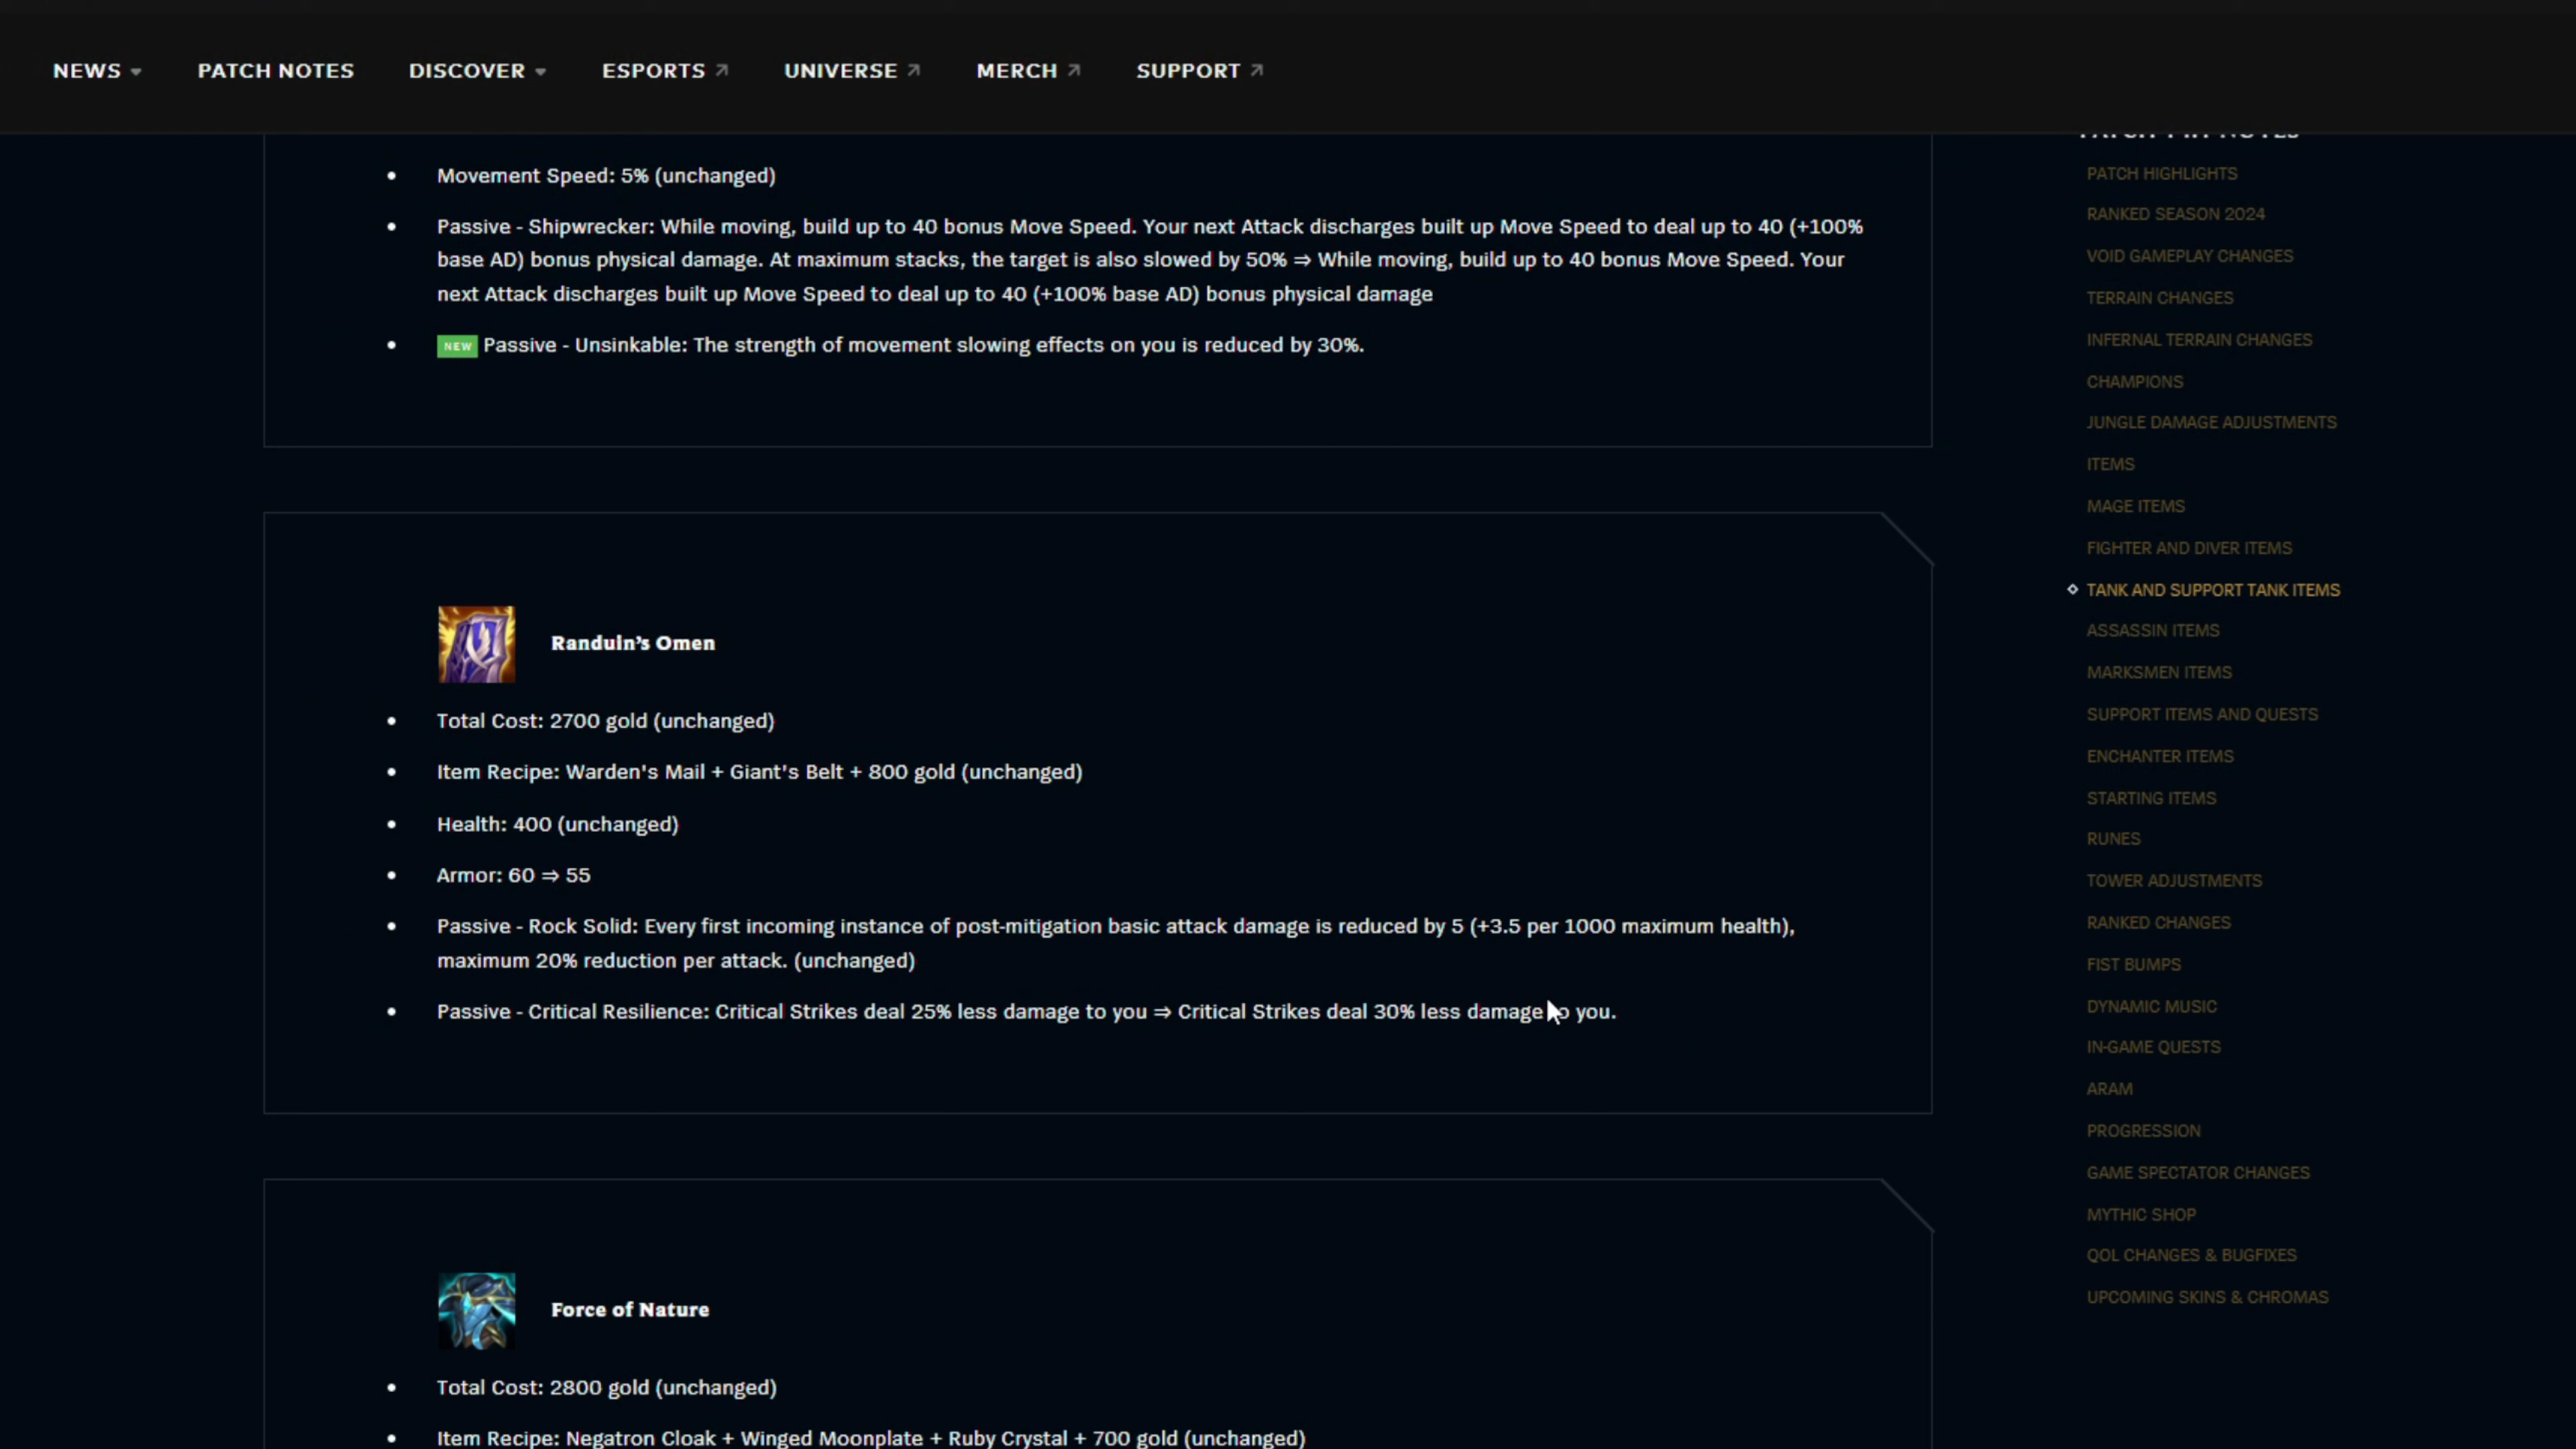 NEWS
PATCH NOTES
DISCOVER
ESPORTS
UNIVERSE
MERCH
SUPPORT
Movement Speed: 5% (unchanged)
Passive - Shipwrecker: While moving, build up to 40 bonus Move Speed. Your next Attack discharges built up Move Speed to deal up to 40 (+100%
base AD) bonus physical damage. At maximum stacks, the target is also slowed by 50% ⇒ While moving, build up to 40 bonus Move Speed. Your
next Attack discharges built up Move Speed to deal up to 40 (+100% base AD) bonus physical damage
NEW Passive - Unsinkable: The strength of movement slowing effects on you is reduced by 30%.
Randuin's Omen
Total Cost: 2700 gold (unchanged)
Item Recipe: Warden's Mail + Giant's Belt + 800 gold (unchanged)
Health: 400 (unchanged)
Armor: 60 ⇒ 55
Passive - Rock Solid: Every first incoming instance of post-mitigation basic attack damage is reduced by 5 (+3.5 per 1000 maximum health),
maximum 20% reduction per attack. (unchanged)
Passive - Critical Resilience: Critical Strikes deal 25% less damage to you ⇒ Critical Strikes deal 30% less damage to you.
Force of Nature
Total Cost: 2800 gold (unchanged)
Item Recipe: Negatron Cloak + Winged Moonplate + Ruby Crystal + 700 gold (unchanged)
PATCH HIGHLIGHTS
RANKED SEASON 2024
VOID GAMEPLAY CHANGES
TERRAIN CHANGES
INFERNAL TERRAIN CHANGES
CHAMPIONS
JUNGLE DAMAGE ADJUSTMENTS
ITEMS
MAGE ITEMS
FIGHTER AND DIVER ITEMS
TANK AND SUPPORT TANK ITEMS
ASSASSIN ITEMS
MARKSMEN ITEMS
SUPPORT ITEMS AND QUESTS
ENCHANTER ITEMS
STARTING ITEMS
RUNES
TOWER ADJUSTMENTS
RANKED CHANGES
FIST BUMPS
DYNAMIC MUSIC
IN-GAME QUESTS
ARAM
PROGRESSION
GAME SPECTATOR CHANGES
MYTHIC SHOP
QOL CHANGES & BUGFIXES
UPCOMING SKINS & CHROMAS